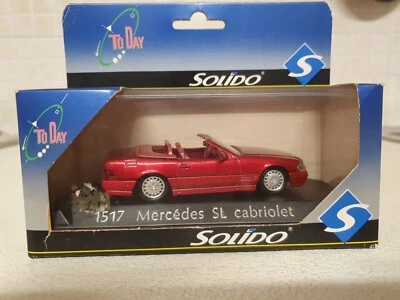 To Day
SOLIDO
S
To Day
1517 Mercédes SL cabriolet
S
SOLIDO